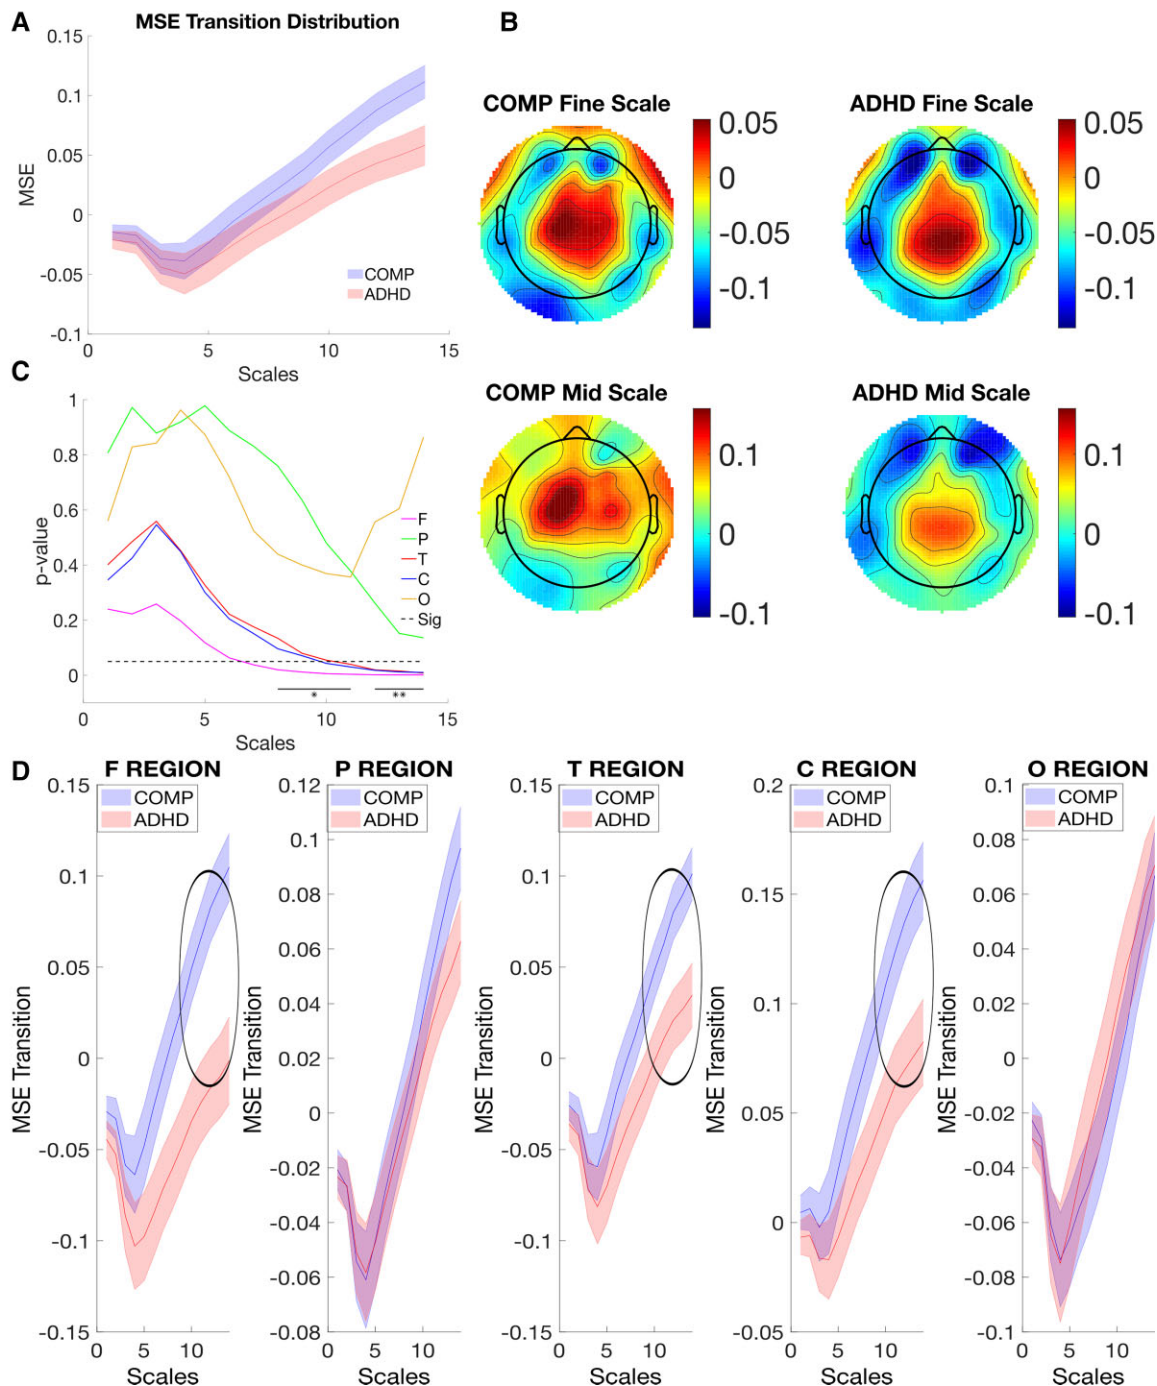 A
MSE Transition Distribution
0.15
0.1
0.05
0
-0.05
-0.1
MSE
0
5
10
15
Scales
COMP
ADHD
B
COMP Fine Scale
0.05
0
-0.05
-0.1
ADHD Fine Scale
0.05
0
-0.05
-0.1
COMP Mid Scale
0.1
0
-0.1
ADHD Mid Scale
0.1
0
-0.1
C
1
0.8
0.6
0.4
0.2
0
p-value
F
P
T
C
O
Sig
*
**
0
5
10
15
Scales
D
F REGION
COMP
ADHD
0.15
0.1
0.05
0
-0.05
-0.1
-0.15
MSE Transition
0
5
10
Scales
P REGION
COMP
ADHD
0.12
0.1
0.08
0.06
0.04
0.02
0
-0.02
-0.04
-0.06
-0.08
MSE Transition
0
5
10
Scales
T REGION
COMP
ADHD
0.15
0.1
0.05
0
-0.05
-0.1
-0.15
MSE Transition
0
5
10
Scales
C REGION
COMP
ADHD
0.2
0.15
0.1
0.05
0
-0.05
MSE Transition
0
5
10
Scales
O REGION
COMP
ADHD
0.1
0.08
0.06
0.04
0.02
0
-0.02
-0.04
-0.06
-0.08
-0.1
MSE Transition
0
5
10
Scales